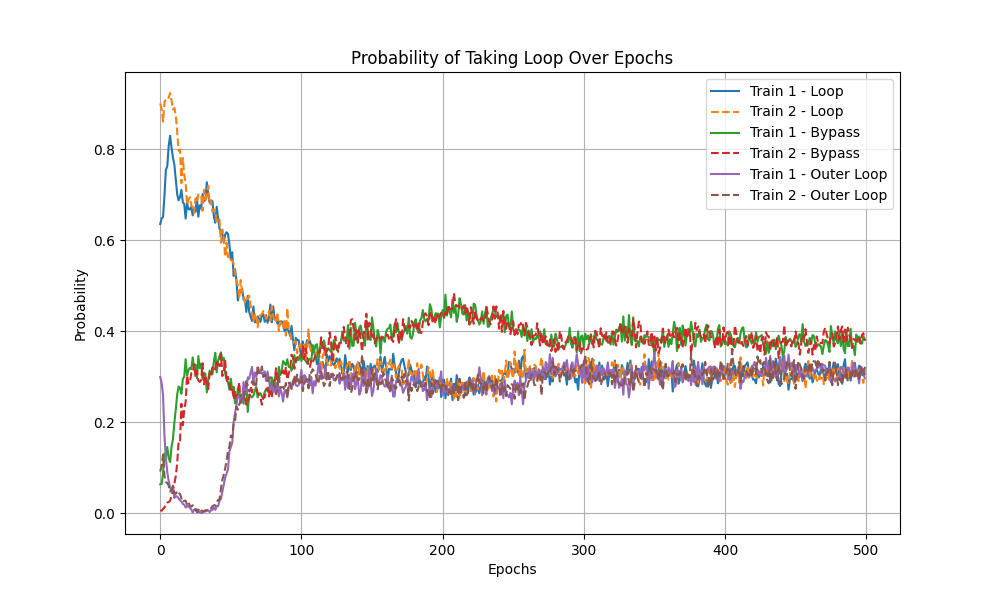 Probability of Taking Loop Over Epochs
Train 1 - Loop
Train 2 - Loop
Train 1 - Bypass
Train 2 - Bypass
Train 1 - Outer Loop
Train 2 - Outer Loop
Probability
0.8
0.6
0.4
0.2
0.0
0
100
200
300
400
500
Epochs